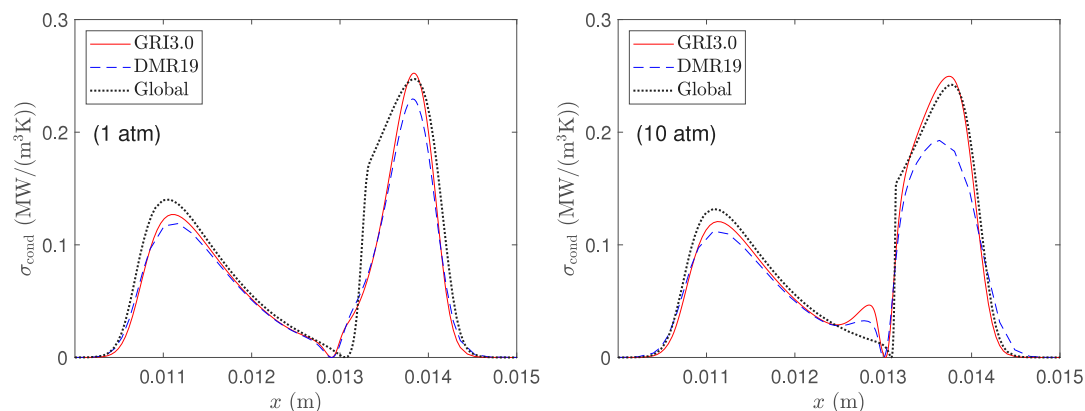 0.3
0.2
0.1
0
σcond (MW/(m³K))
GRI3.0
DMR19
Global
(1 atm)
0.011 0.012 0.013 0.014 0.015
x (m)
0.3
0.2
0.1
0
σcond (MW/(m³K))
GRI3.0
DMR19
Global
(10 atm)
0.011 0.012 0.013 0.014 0.015
x (m)